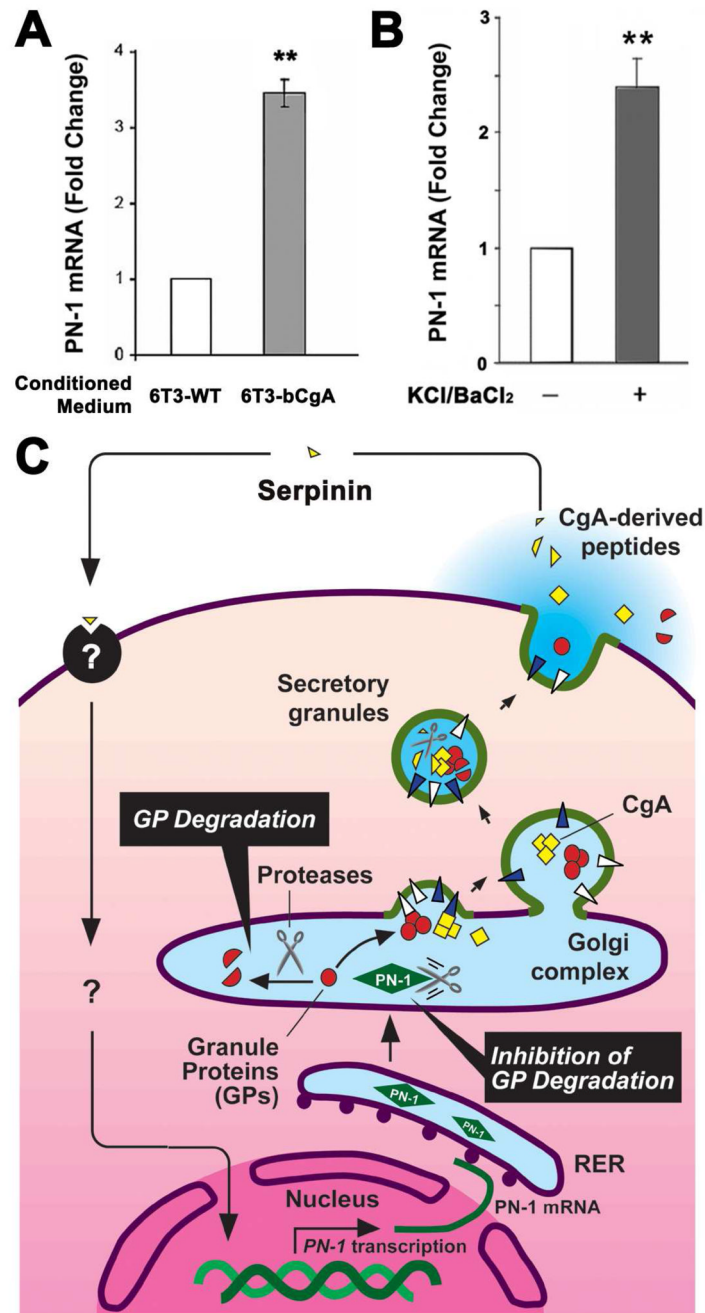 A
PN-1 mRNA (Fold Change)
4
3
2
1
0
**
Conditioned
Medium
6T3-WT
6T3-bCgA
B
PN-1 mRNA (Fold Change)
3
2
1
0
**
KCl/BaCl₂
–
+
C
Serpinin
CgA-derived
peptides
?
Secretory
granules
CgA
GP Degradation
Proteases
Golgi
complex
PN-1
?
Granule
Proteins
(GPs)
Inhibition of
GP Degradation
PN-1
PN-1
RER
Nucleus
PN-1 mRNA
PN-1 transcription